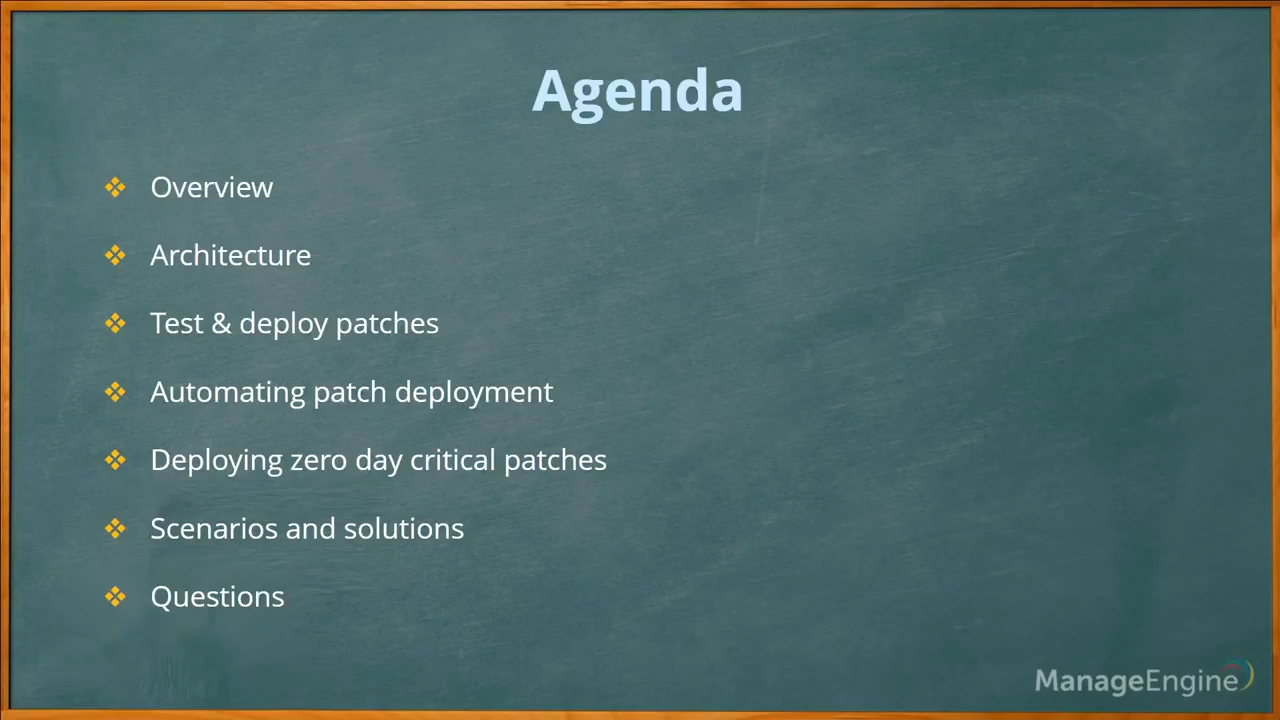 Agenda
Overview
Architecture
Test & deploy patches
Automating patch deployment
Deploying zero day critical patches
Scenarios and solutions
Questions
ManageEngine